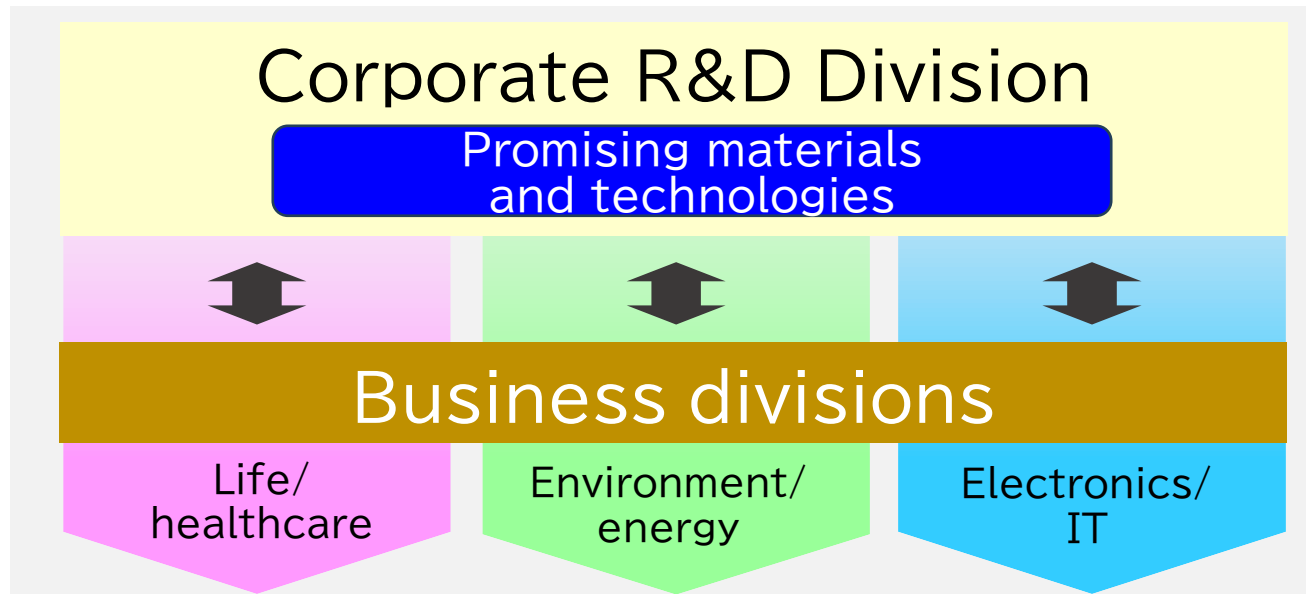 Corporate R&D Division
Promising materials
and technologies
Business divisions
Life/
healthcare
Environment/
energy
Electronics/
IT